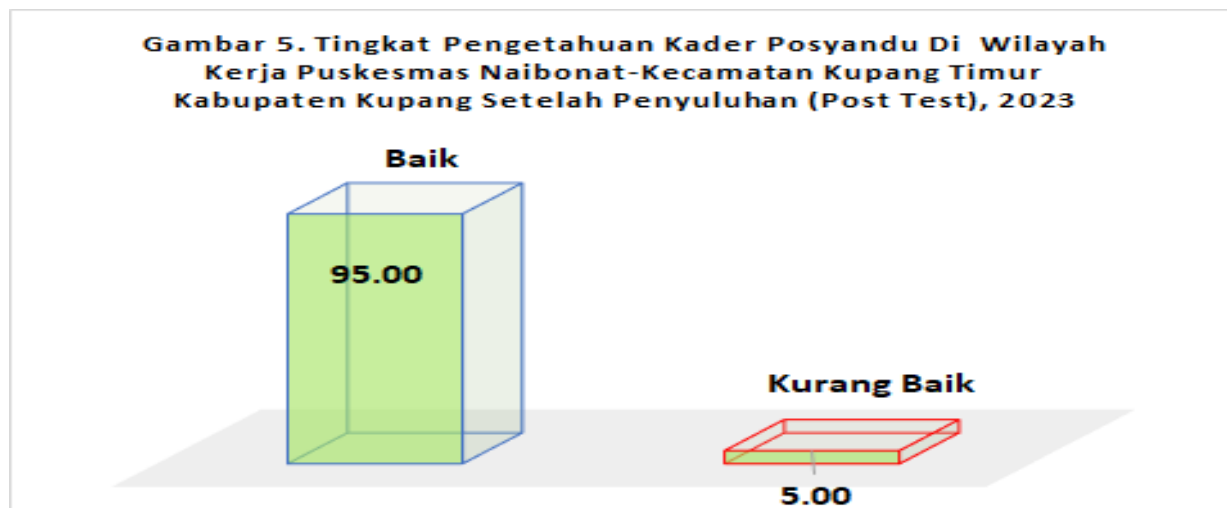 Gambar 5. Tingkat Pengetahuan Kader Posyandu Di Wilayah
Kerja Puskesmas Naibonat-Kecamatan Kupang Timur
Kabupaten Kupang Setelah Penyuluhan (Post Test), 2023
Baik
95.00
Kurang Baik
5.00